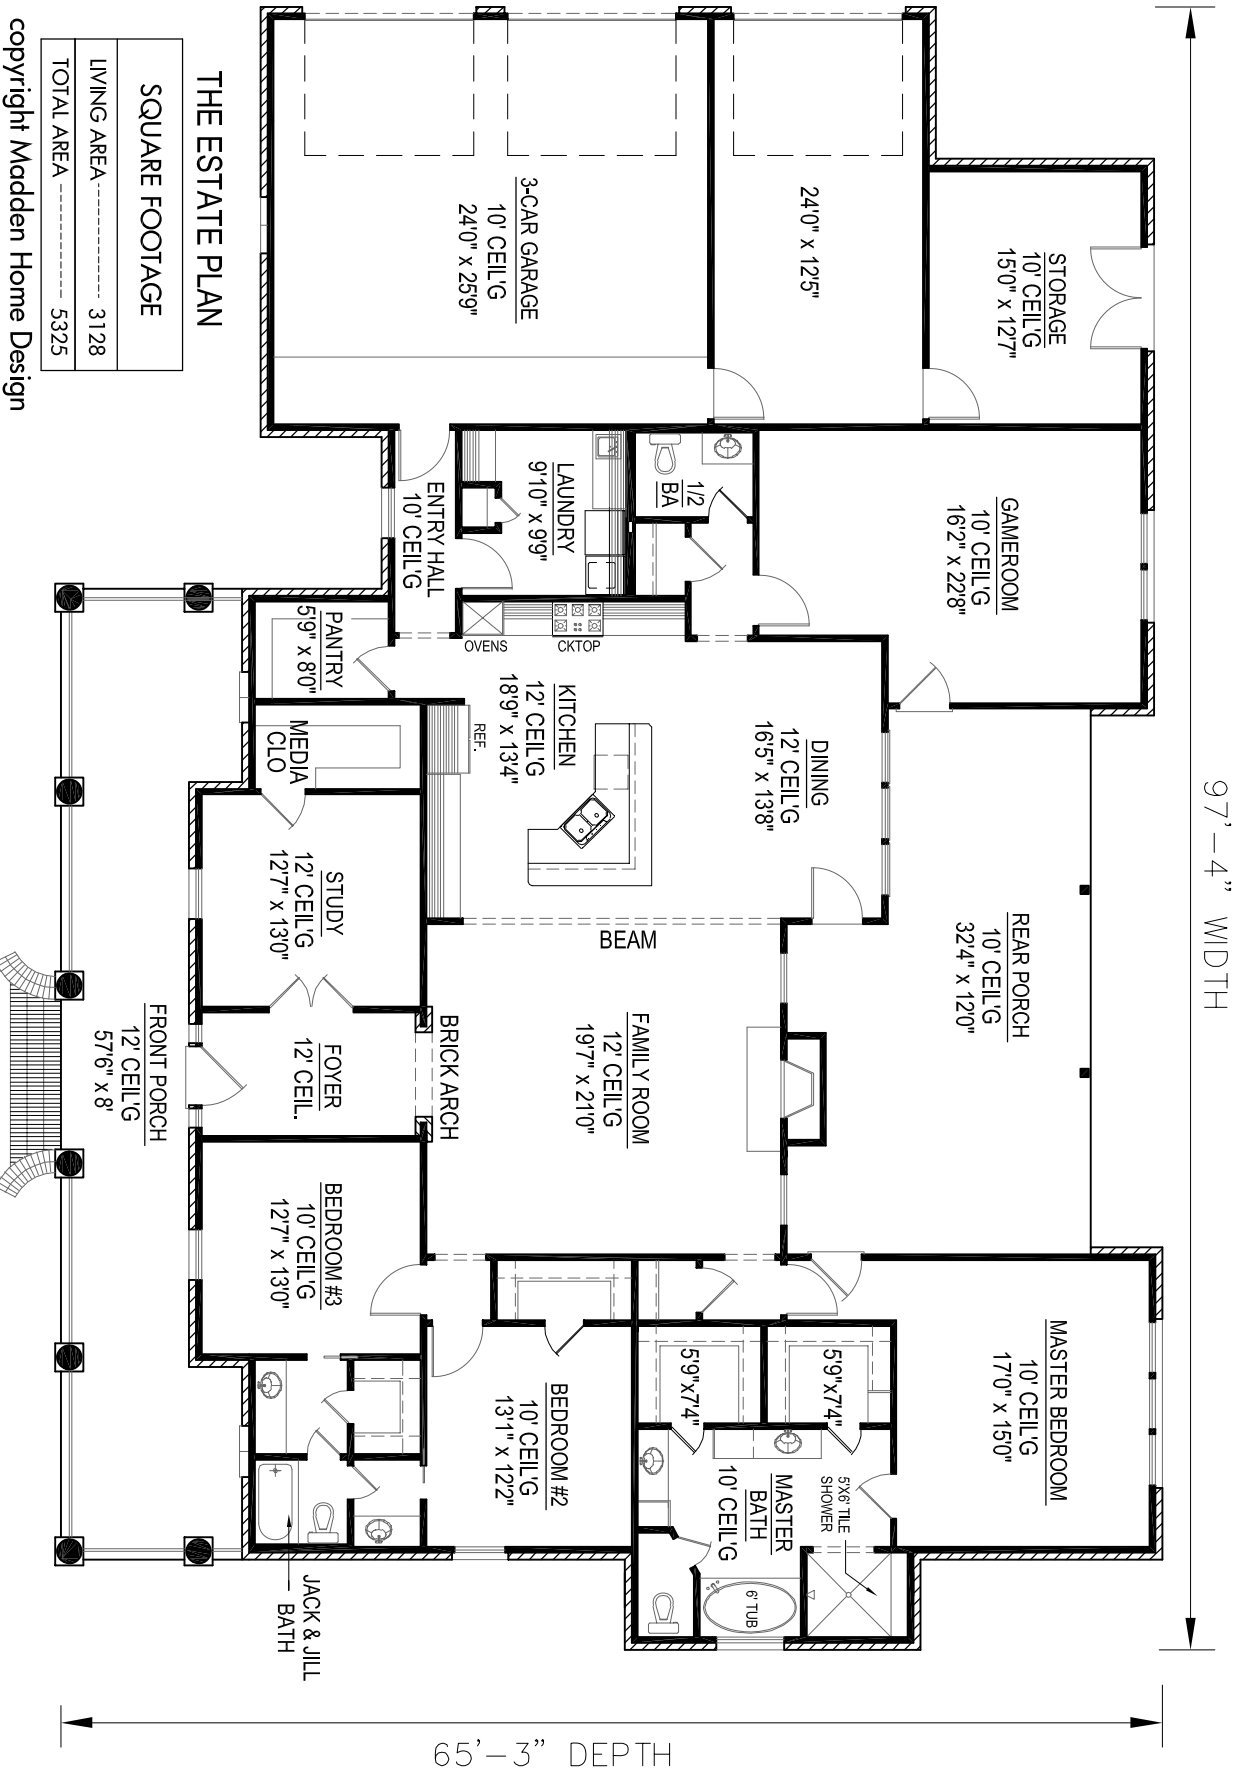 97'-4" WIDTH
65'-3" DEPTH
STORAGE
10' CEIL'G
15'0" x 12'7"
GAMEROOM
10' CEIL'G
16'2" x 22'8"
REAR PORCH
10' CEIL'G
32'4" x 12'0"
MASTER BEDROOM
10' CEIL'G
17'0" x 15'0"
24'0" x 12'5"
3-CAR GARAGE
10' CEIL'G
24'0" x 25'9"
1/2
BA
LAUNDRY
9'10" x 9'9"
ENTRY HALL
10' CEIL'G
DINING
12' CEIL'G
16'5" x 13'8"
OVENS
CKTOP
KITCHEN
12' CEIL'G
18'9" x 13'4"
REF.
BEAM
FAMILY ROOM
12' CEIL'G
19'7" x 21'0"
BRICK ARCH
5'9"x7'4"
5'9"x7'4"
5'X6' TILE
SHOWER
MASTER
BATH
10' CEIL'G
6' TUB
BEDROOM #2
10' CEIL'G
13'1" x 12'2"
PANTRY
5'9" x 8'0"
MEDIA
CLO
STUDY
12' CEIL'G
12'7" x 13'0"
FOYER
12' CEIL.
BEDROOM #3
10' CEIL'G
12'7" x 13'0"
JACK & JILL
BATH
FRONT PORCH
12' CEIL'G
57'6" x 8'
THE ESTATE PLAN
SQUARE FOOTAGE
LIVING AREA------------- 3128
TOTAL AREA ------------- 5325
copyright Madden Home Design